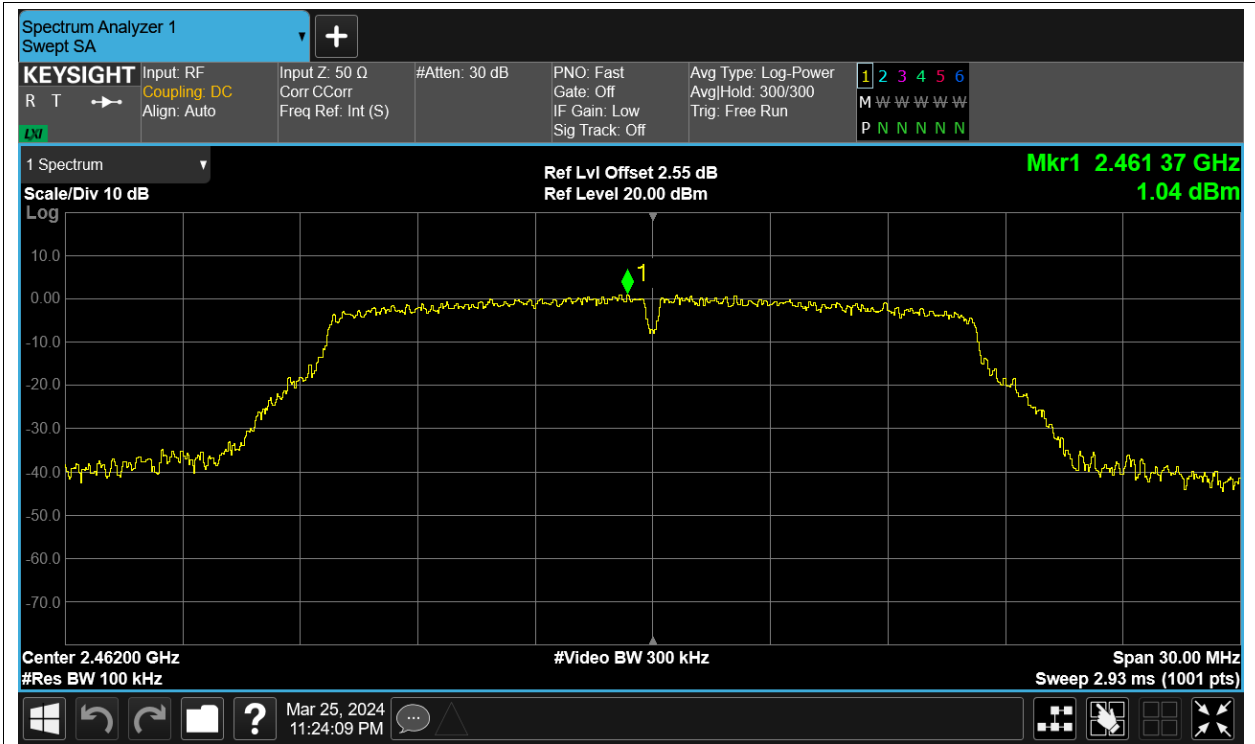 Spectrum Analyzer 1
Swept SA
KEYSIGHT
R T
LXI
Input: RF
Coupling: DC
Align: Auto
Input Z: 50 Ω
Corr CCorr
Freq Ref: Int (S)
#Atten: 30 dB
PNO: Fast
Gate: Off
IF Gain: Low
Sig Track: Off
Avg Type: Log-Power
Avg|Hold: 300/300
Trig: Free Run
1 2 3 4 5 6
M W W W W W
P N N N N N
1 Spectrum
Scale/Div 10 dB
Log
Ref Lvl Offset 2.55 dB
Ref Level 20.00 dBm
Mkr1 2.461 37 GHz
1.04 dBm
1
10.0
0.00
-10.0
-20.0
-30.0
-40.0
-50.0
-60.0
-70.0
Center 2.46200 GHz
#Res BW 100 kHz
#Video BW 300 kHz
Span 30.00 MHz
Sweep 2.93 ms (1001 pts)
?
Mar 25, 2024
11:24:09 PM